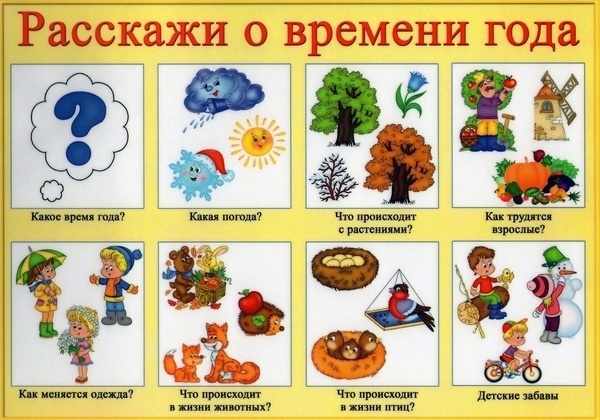 Расскажи о времени года
?
Какое время года?
Какая погода?
Что происходит
с растениями?
Как трудятся
взрослые?
Как меняется одежда?
Что происходит
в жизни животных?
Что происходит
в жизни птиц?
Детские забавы